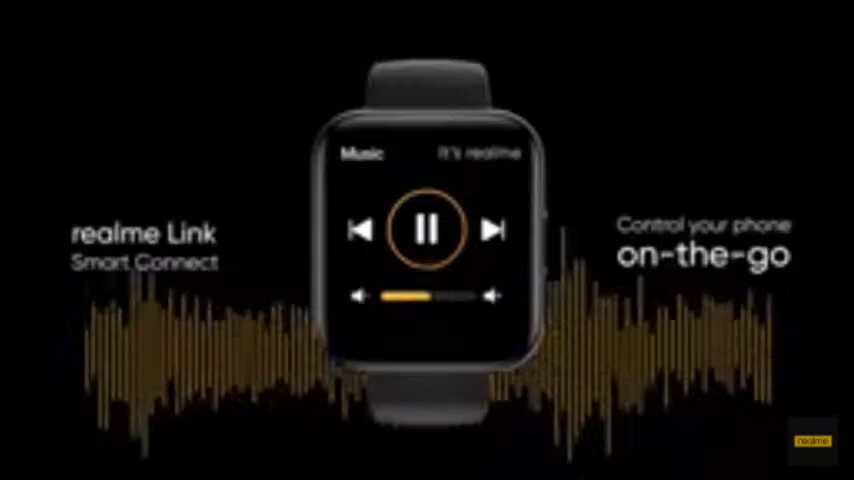 Music
It's realme
realme Link
Smart Connect
Control your phone
on-the-go
realme